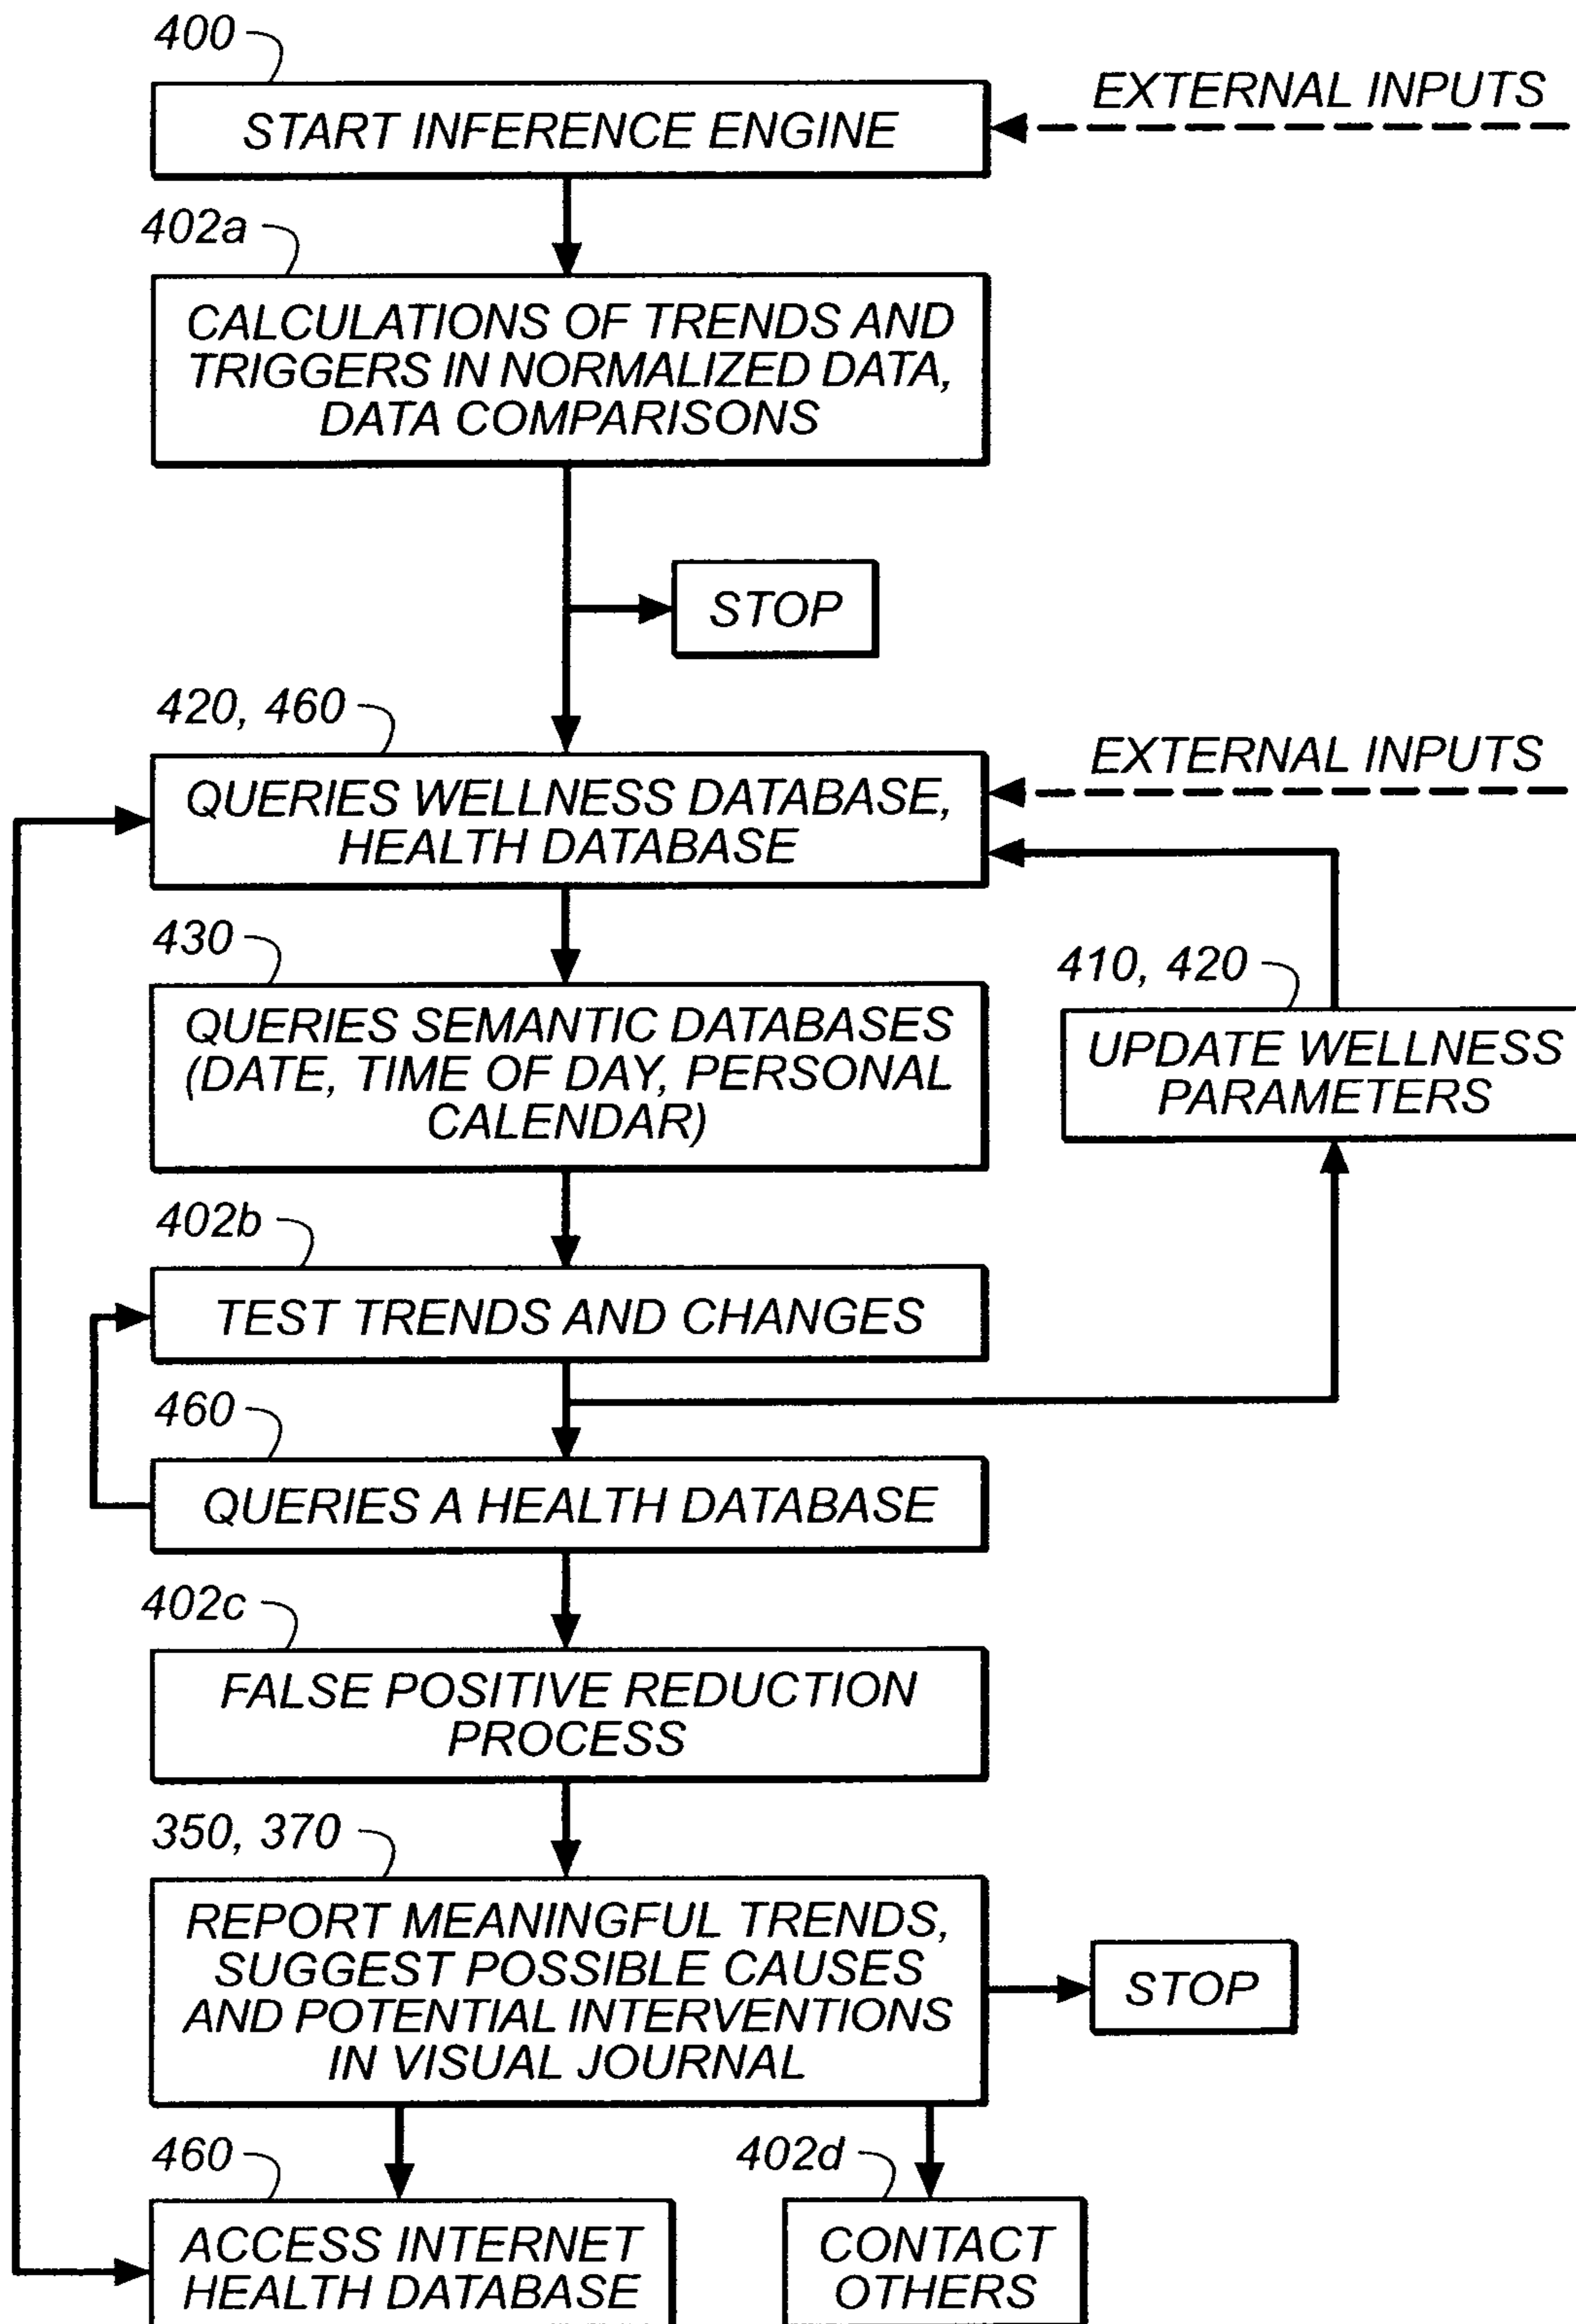 400
EXTERNAL INPUTS
START INFERENCE ENGINE
402a
CALCULATIONS OF TRENDS AND
TRIGGERS IN NORMALIZED DATA,
DATA COMPARISONS
STOP
420, 460
EXTERNAL INPUTS
QUERIES WELLNESS DATABASE,
HEALTH DATABASE
430
410, 420
QUERIES SEMANTIC DATABASES
(DATE, TIME OF DAY, PERSONAL
CALENDAR)
UPDATE WELLNESS
PARAMETERS
402b
TEST TRENDS AND CHANGES
460
QUERIES A HEALTH DATABASE
402c
FALSE POSITIVE REDUCTION
PROCESS
350, 370
REPORT MEANINGFUL TRENDS,
SUGGEST POSSIBLE CAUSES
AND POTENTIAL INTERVENTIONS
IN VISUAL JOURNAL
STOP
460
402d
ACCESS INTERNET
HEALTH DATABASE
CONTACT
OTHERS